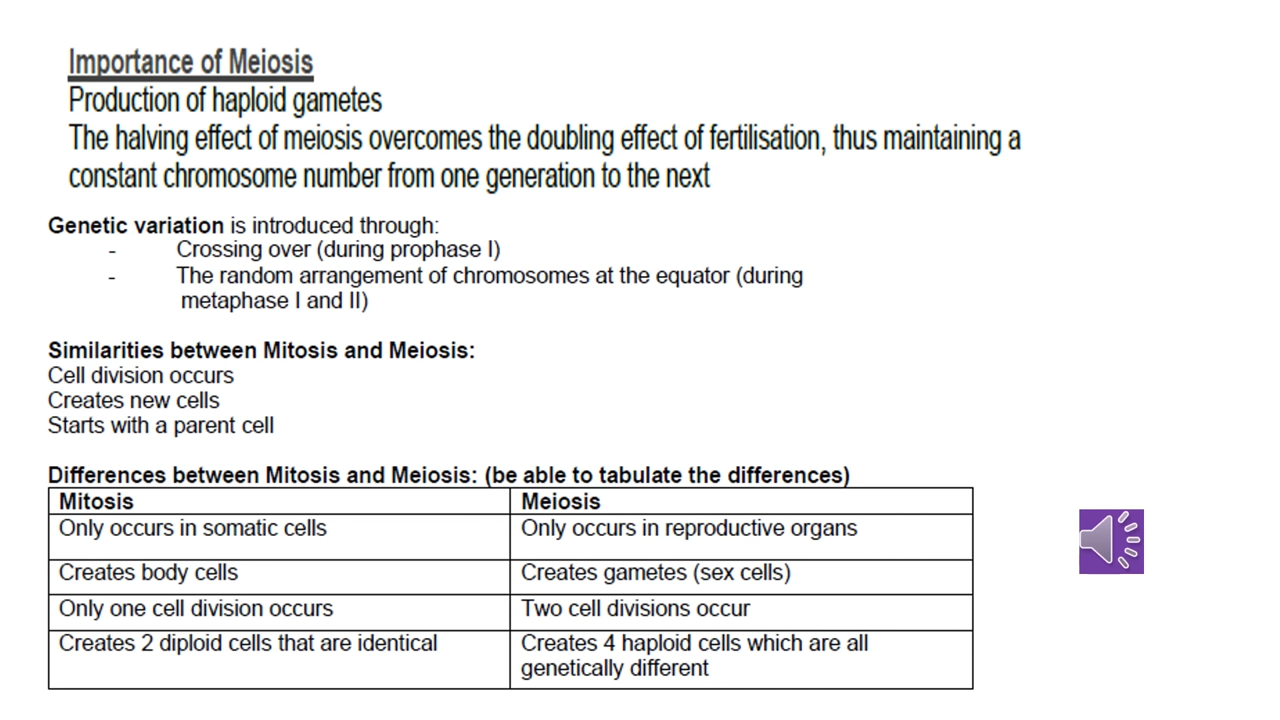 Importance of Meiosis
Production of haploid gametes
The halving effect of meiosis overcomes the doubling effect of fertilisation, thus maintaining a
constant chromosome number from one generation to the next
Genetic variation is introduced through:
- Crossing over (during prophase I)
- The random arrangement of chromosomes at the equator (during
metaphase I and II)
Similarities between Mitosis and Meiosis:
Cell division occurs
Creates new cells
Starts with a parent cell
Differences between Mitosis and Meiosis: (be able to tabulate the differences)
Mitosis Meiosis
Only occurs in somatic cells Only occurs in reproductive organs
Creates body cells Creates gametes (sex cells)
Only one cell division occurs Two cell divisions occur
Creates 2 diploid cells that are identical Creates 4 haploid cells which are all
genetically different